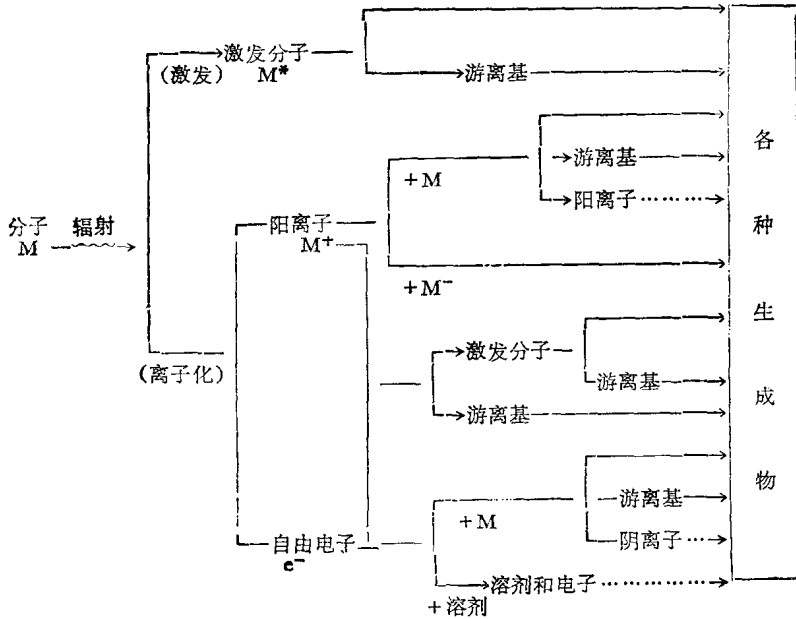 激发分子
(激发) M*
游离基
+M
游离基
阳离子
分子 辐射
M
阳离子
M⁺
+M⁻
(离子化)
激发分子
游离基
游离基
+M
游离基
阴离子
自由电子
e⁻
溶剂和电子
+溶剂
各
种
生
成
物